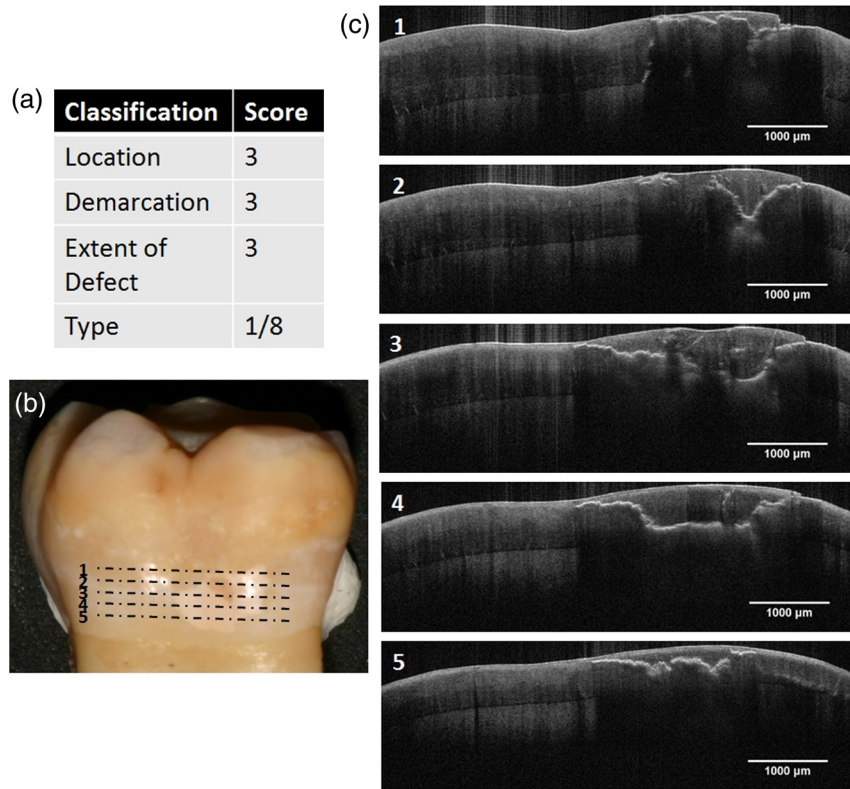 (a)
Classification Score
Location 3
Demarcation 3
Extent of 3
Defect
Type 1/8
(b)
1
2
3
4
5
(c)
1
1000 µm
2
1000 µm
3
1000 µm
4
1000 µm
5
1000 µm